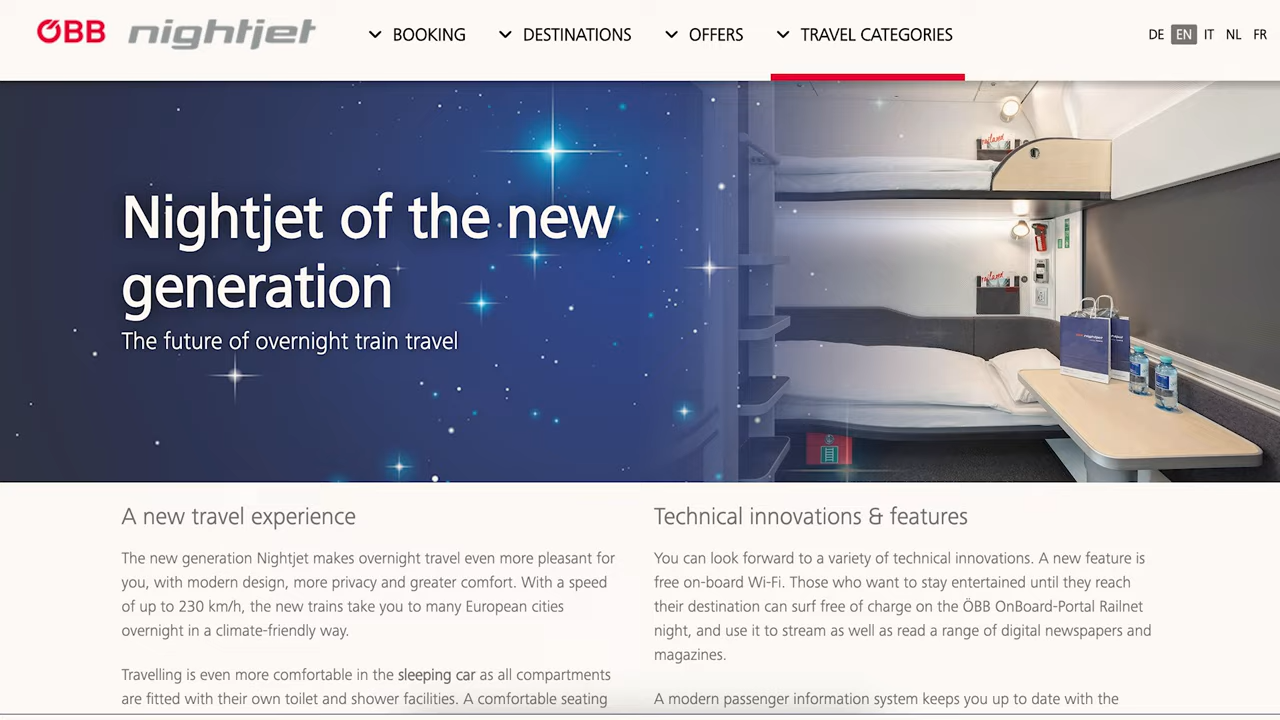 ÖBB nightjet
BOOKING
DESTINATIONS
OFFERS
TRAVEL CATEGORIES
DE EN IT NL FR
Nightjet of the new
generation
The future of overnight train travel
A new travel experience
The new generation Nightjet makes overnight travel even more pleasant for
you, with modern design, more privacy and greater comfort. With a speed
of up to 230 km/h, the new trains take you to many European cities
overnight in a climate-friendly way.
Travelling is even more comfortable in the sleeping car as all compartments
are fitted with their own toilet and shower facilities. A comfortable seating
Technical innovations & features
You can look forward to a variety of technical innovations. A new feature is
free on-board Wi-Fi. Those who want to stay entertained until they reach
their destination can surf free of charge on the ÖBB OnBoard-Portal Railnet
night, and use it to stream as well as read a range of digital newspapers and
magazines.
A modern passenger information system keeps you up to date with the